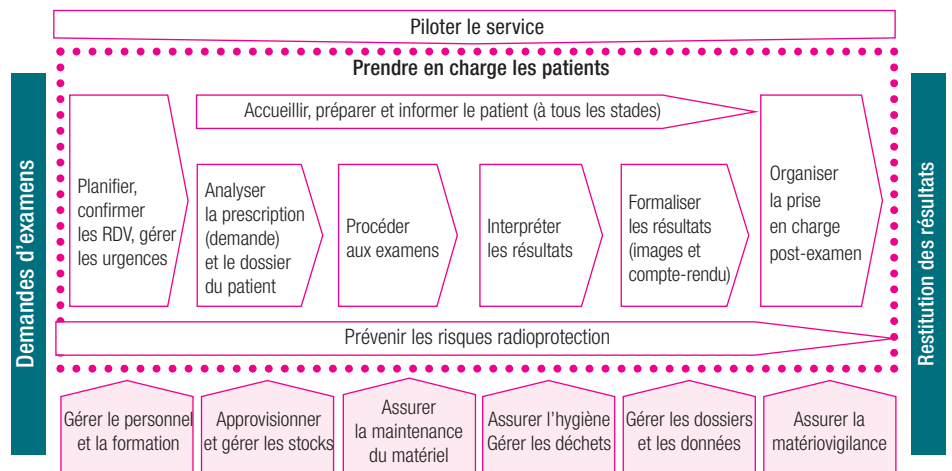 Piloter le service
Prendre en charge les patients
Demandes d'examens
Accueillir, préparer et informer le patient (à tous les stades)
Planifier,
confirmer
les RDV, gérer
les urgences
Analyser
la prescription
(demande)
et le dossier
du patient
Procéder
aux examens
Interpréter
les résultats
Formaliser
les résultats
(images et
compte-rendu)
Organiser
la prise
en charge
post-examen
Restitution des résultats
Prévenir les risques radioprotection
Gérer le personnel
et la formation
Approvisionner
et gérer les stocks
Assurer
la maintenance
du matériel
Assurer l'hygiène
Gérer les déchets
Gérer les dossiers
et les données
Assurer la
matériovigilance